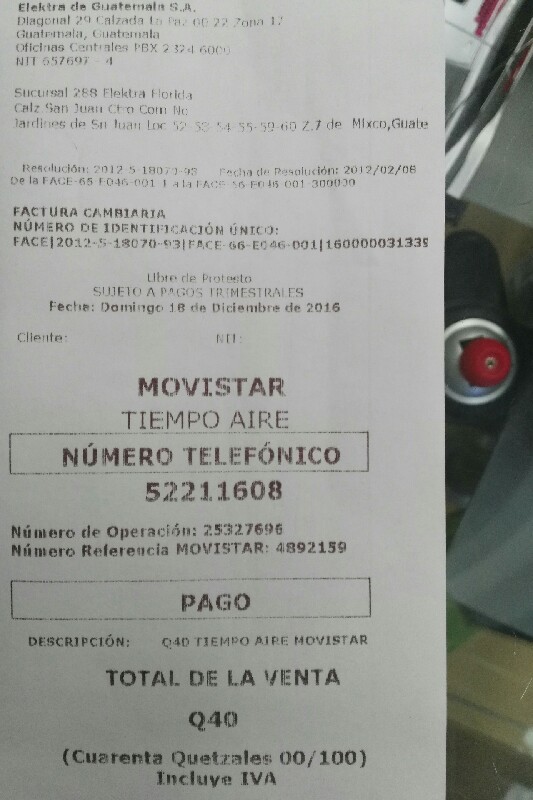 Elektra de Guatemala S.A.
Diagonal 29 Calzada La Paz 6B 22 Zona 17
Guatemala, Guatemala
Oficinas Centrales PBX 2324 6000
NIT 657697 - 4
Sucursal 288 Elektra Florida
Calz San Juan Ctro Com Nc
Jardines de Sn Juan Loc 52-53-54-55-59-60 Z.7 de Mixco,Guate
Resolución: 2012-5-18070-93 Fecha de Resolución: 2012/02/08
De la FACE-66-E046-001 1 a la FACE-66-E046-001 300000
FACTURA CAMBIARIA
NÚMERO DE IDENTIFICACIÓN ÚNICO:
FACE|2012-5-18070-93|FACE-66-E046-001|160000031339
Libre de Protesto
SUJETO A PAGOS TRIMESTRALES
Fecha: Domingo 18 de Diciembre de 2016
Cliente: NIT:
MOVISTAR
TIEMPO AIRE
NÚMERO TELEFÓNICO
52211608
Número de Operación: 25327696
Número Referencia MOVISTAR: 4892159
PAGO
DESCRIPCIÓN: Q40 TIEMPO AIRE MOVISTAR
TOTAL DE LA VENTA
Q40
(Cuarenta Quetzales 00/100)
Incluye IVA